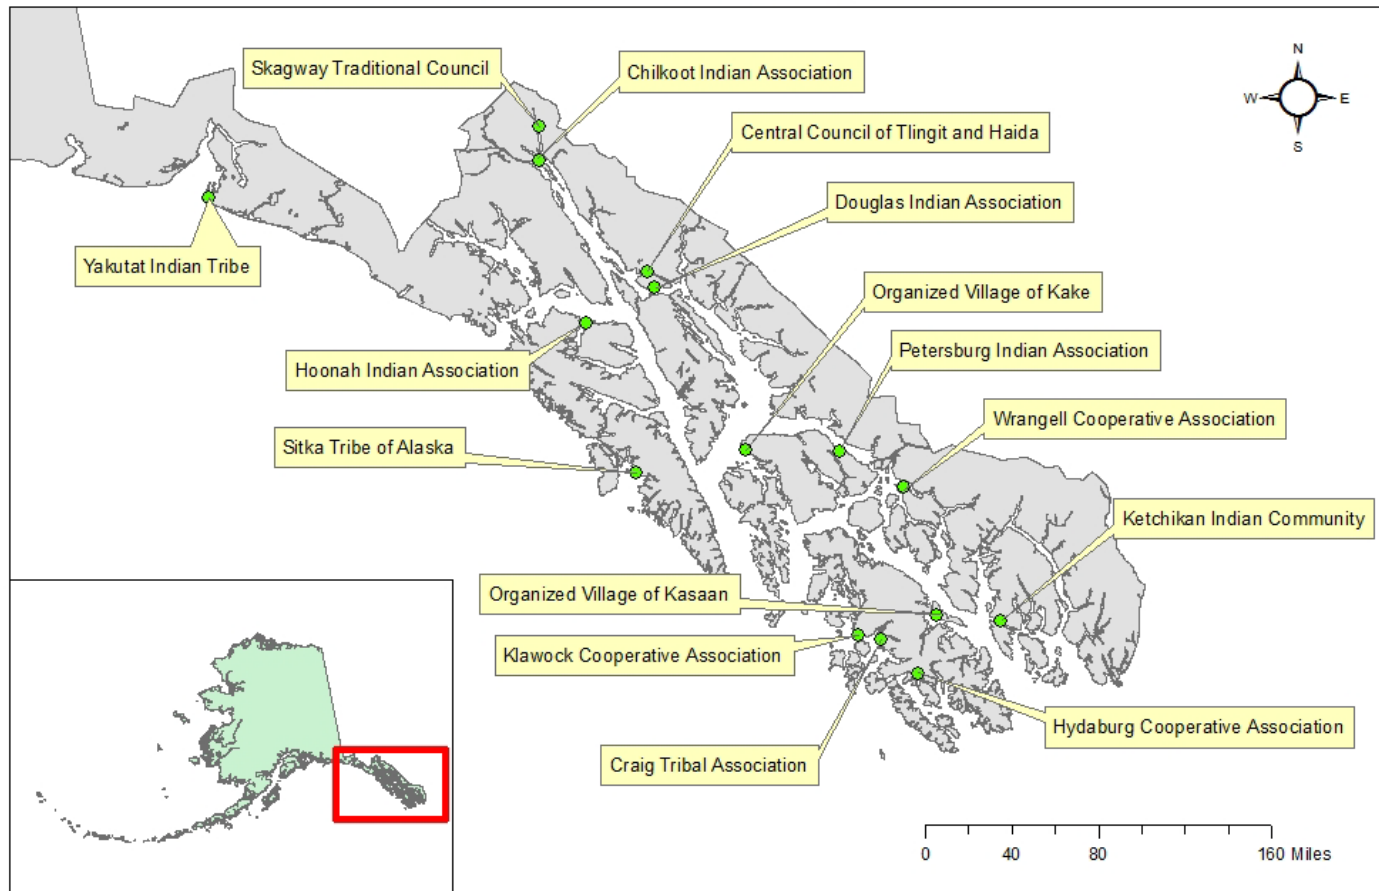 Skagway Traditional Council
Chilkoot Indian Association
Central Council of Tlingit and Haida
Douglas Indian Association
Yakutat Indian Tribe
Organized Village of Kake
Petersburg Indian Association
Hoonah Indian Association
Wrangell Cooperative Association
Sitka Tribe of Alaska
Ketchikan Indian Community
Organized Village of Kasaan
Klawock Cooperative Association
Hydaburg Cooperative Association
Craig Tribal Association
N
W E
S
0 40 80 160 Miles